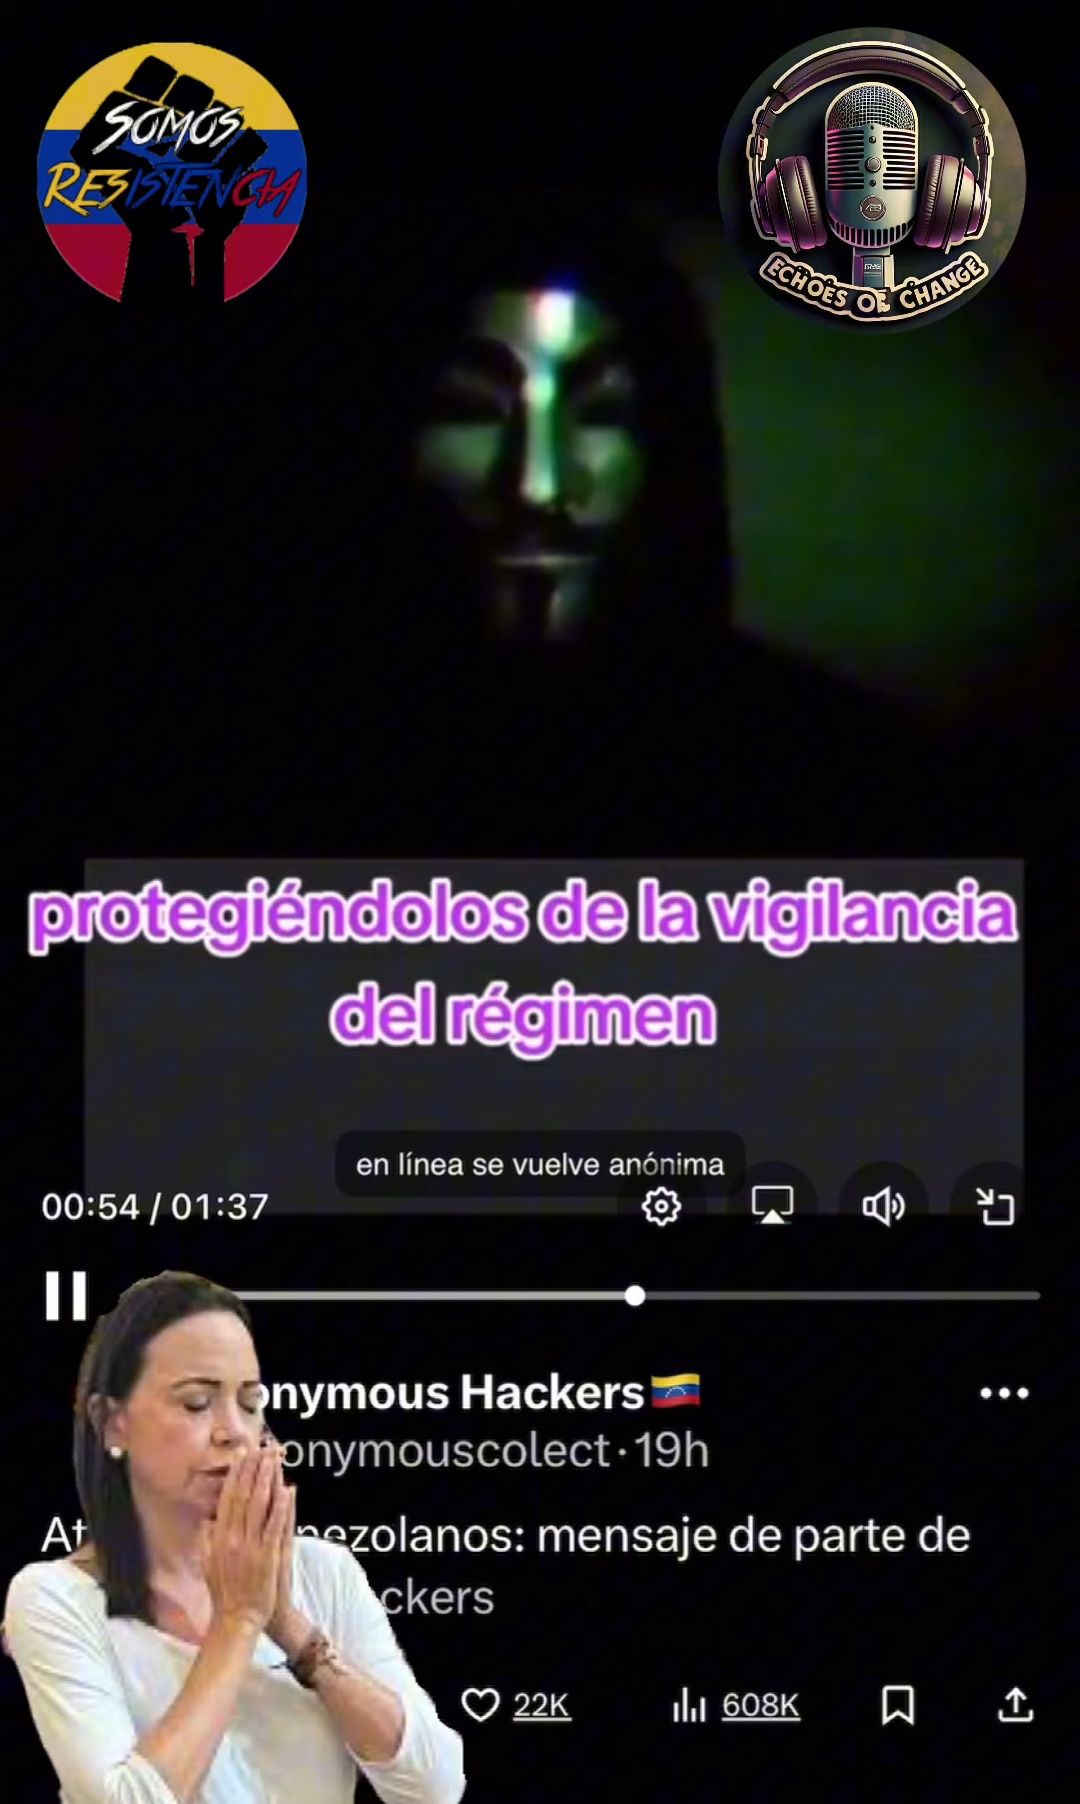 SOMOS
RESISTENCIA
ECHOES OF CHANGE
protegiéndolos de la vigilancia
del régimen
en línea se vuelve anónima
00:54 / 01:37
onymous Hackers
onymouscolect · 19h
At
nezolanos: mensaje de parte de
ckers
22K
608K